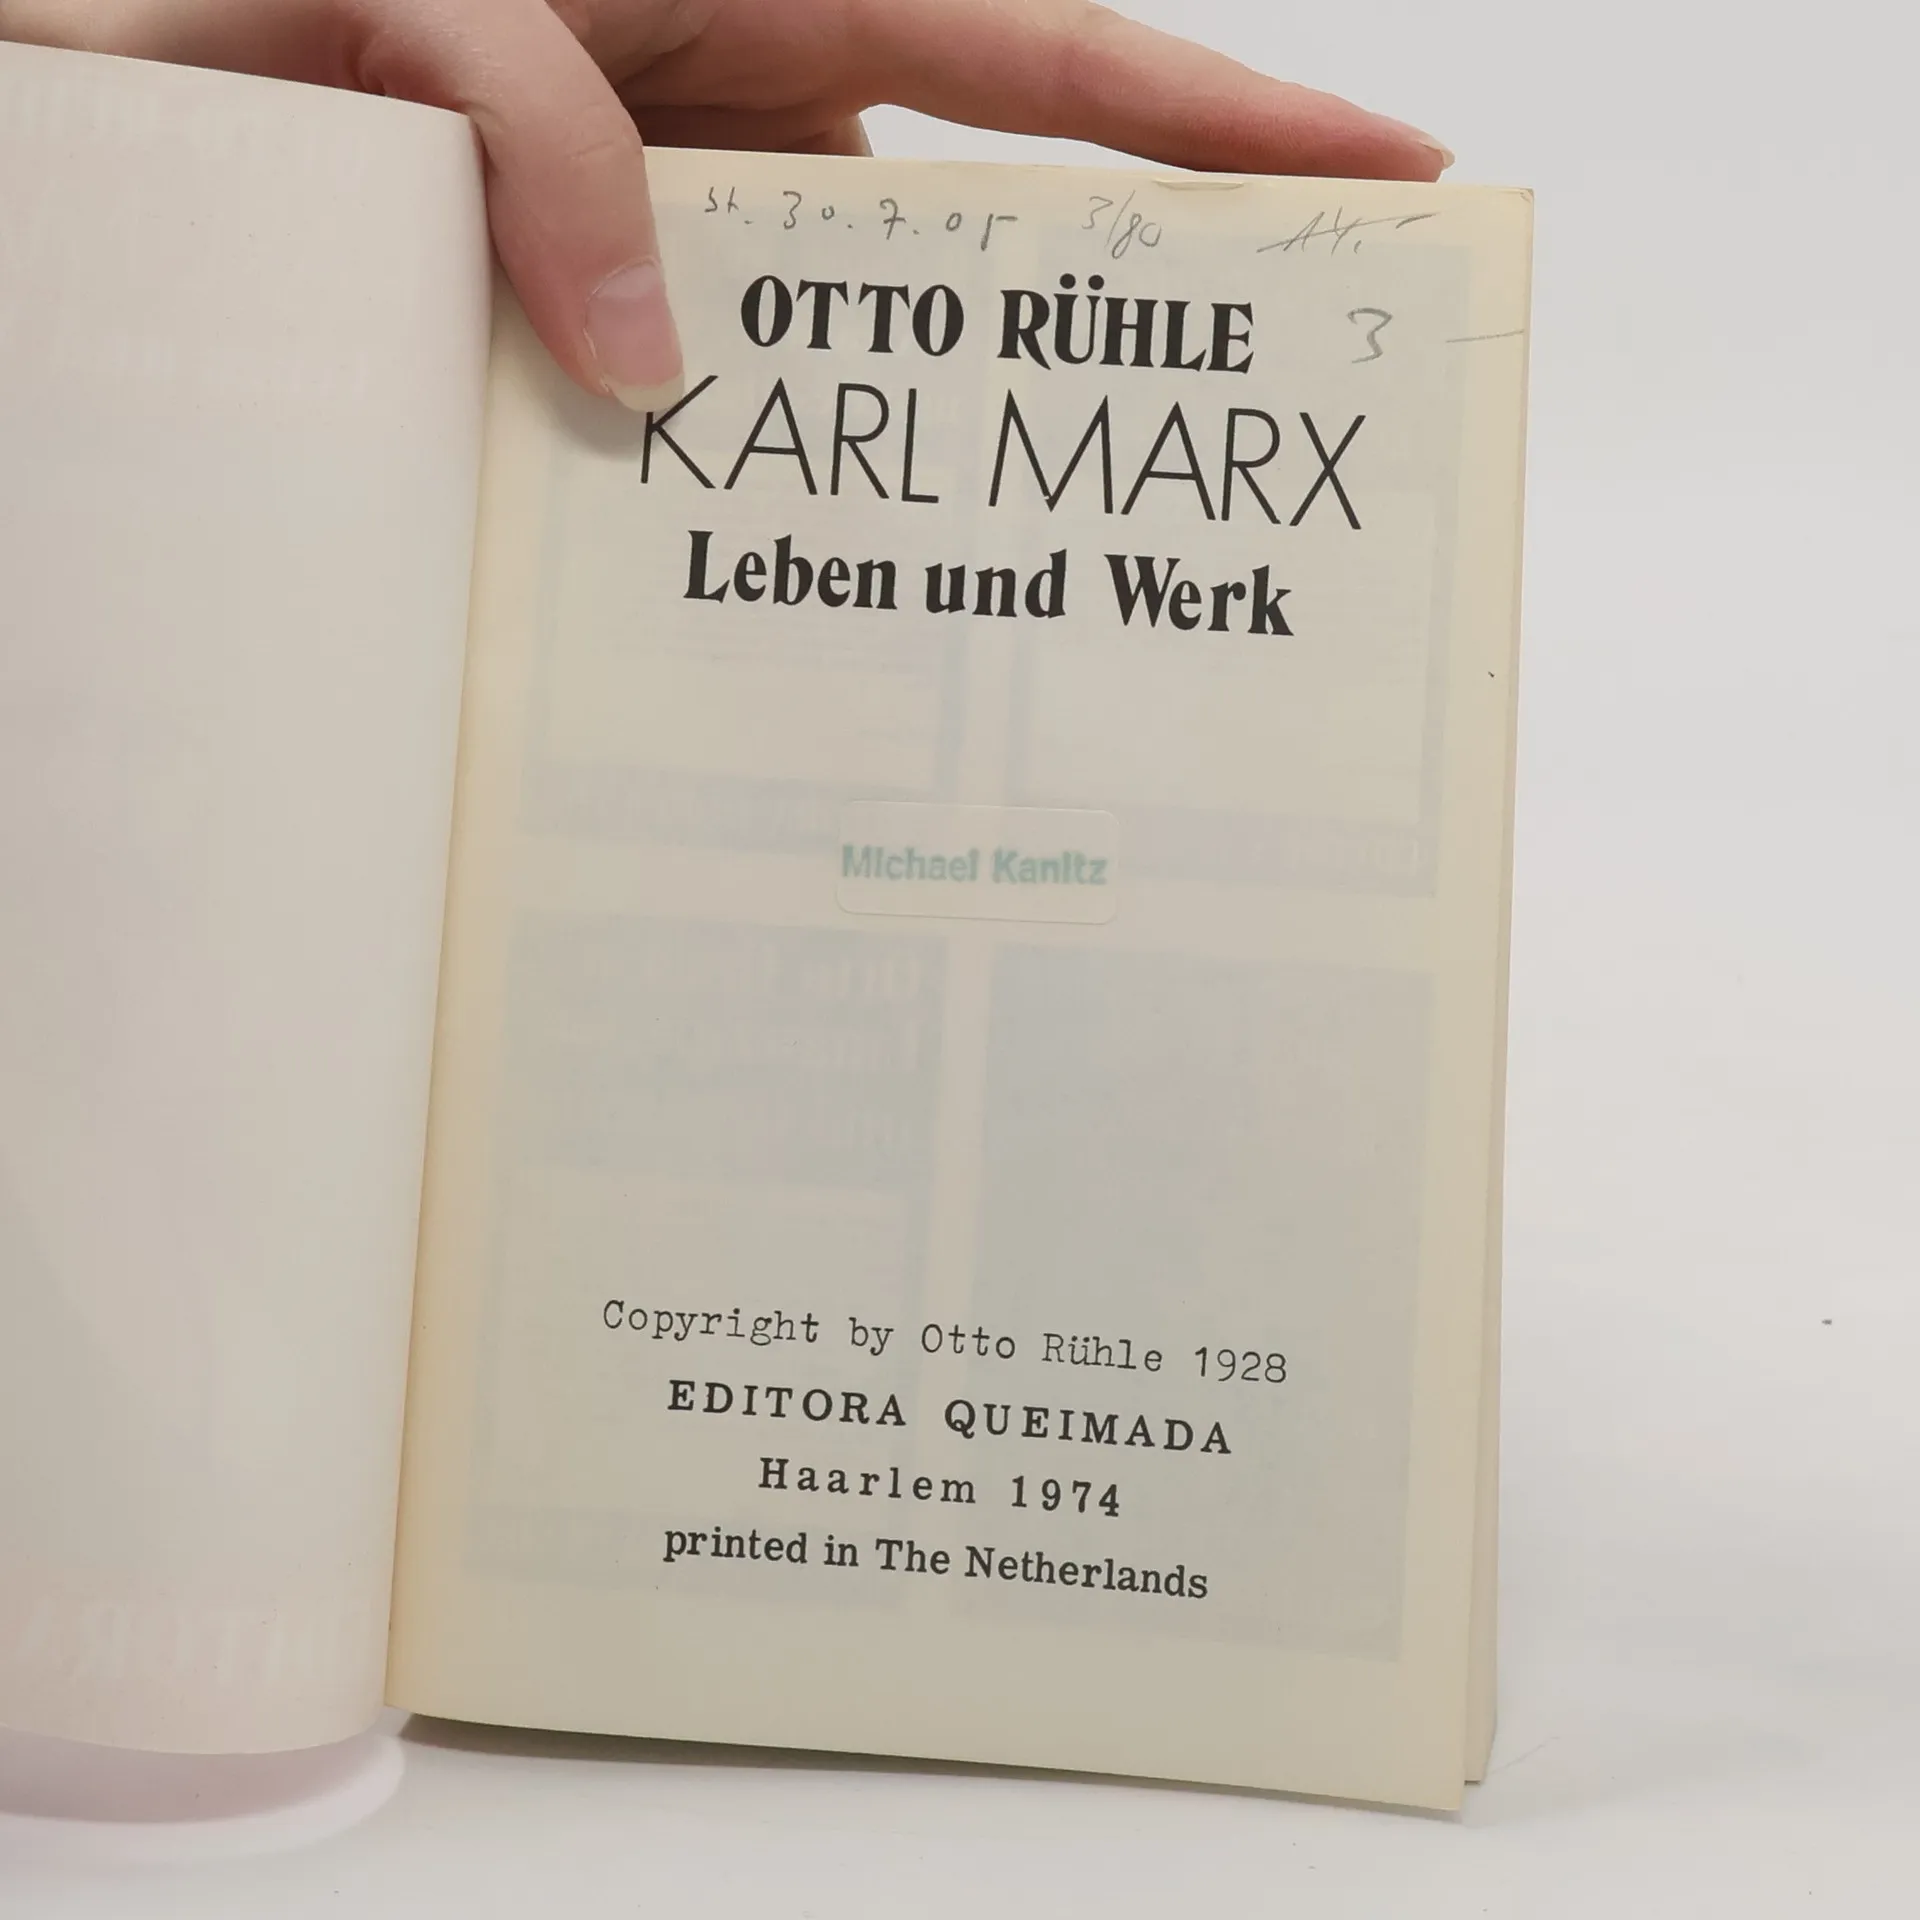 st. 30.7.05 3/80 14.-
OTTO RÜHLE
3 —
KARL MARX
Leben und Werk
Michael Kanitz
Copyright by Otto Rühle 1928
EDITORA QUEIMADA
Haarlem 1974
printed in The Netherlands